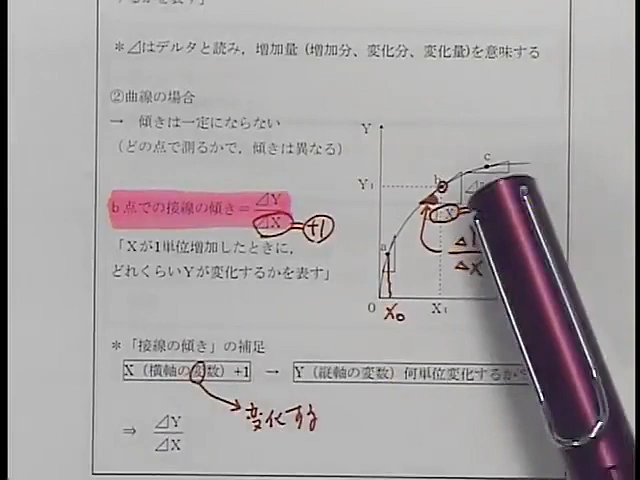 ＊⊿はデルタと読み，増加量（増加分、変化分、変化量)を意味する
②曲線の場合
→ 傾きは一定にならない
（どの点で測るかで，傾きは異なる）
b点での接線の傾き＝⊿Y/⊿X =+1
「Xが1単位増加したときに，
どれくらいYが変化するかを表す」
Y
Y₁
a
b
c
X
ΔX
0
X₀
X₁
＊「接線の傾き」の補足
X（横軸の変数）+1 → Y（縦軸の変数）何単位変化するか
変化する
⇒ ⊿Y/⊿X